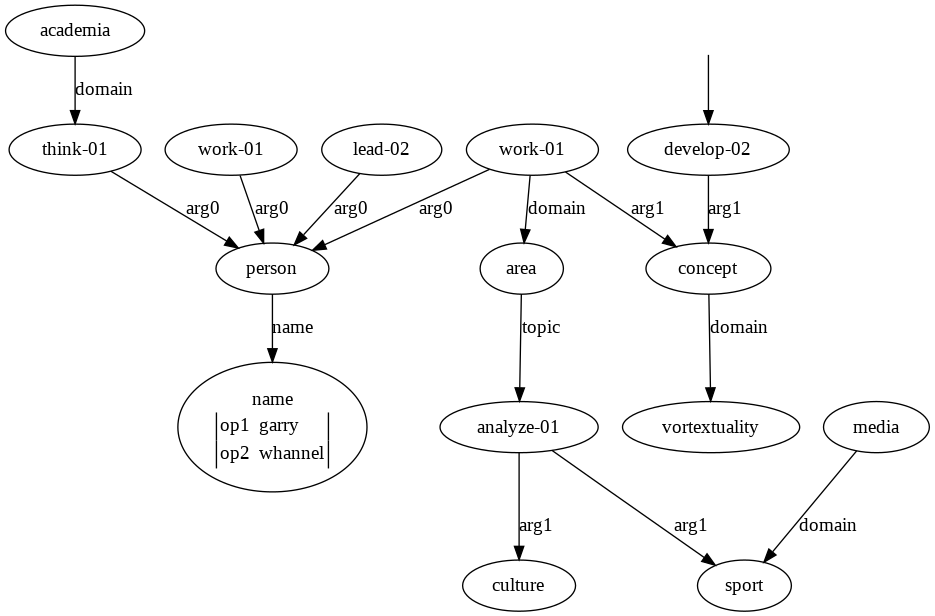 academia
domain
think-01
work-01
lead-02
work-01
develop-02
arg0
arg0
arg0
arg0
domain
arg1
arg1
person
area
concept
name
topic
domain
name
op1 garry
op2 whannel
analyze-01
vortextuality
media
arg1
arg1
domain
culture
sport